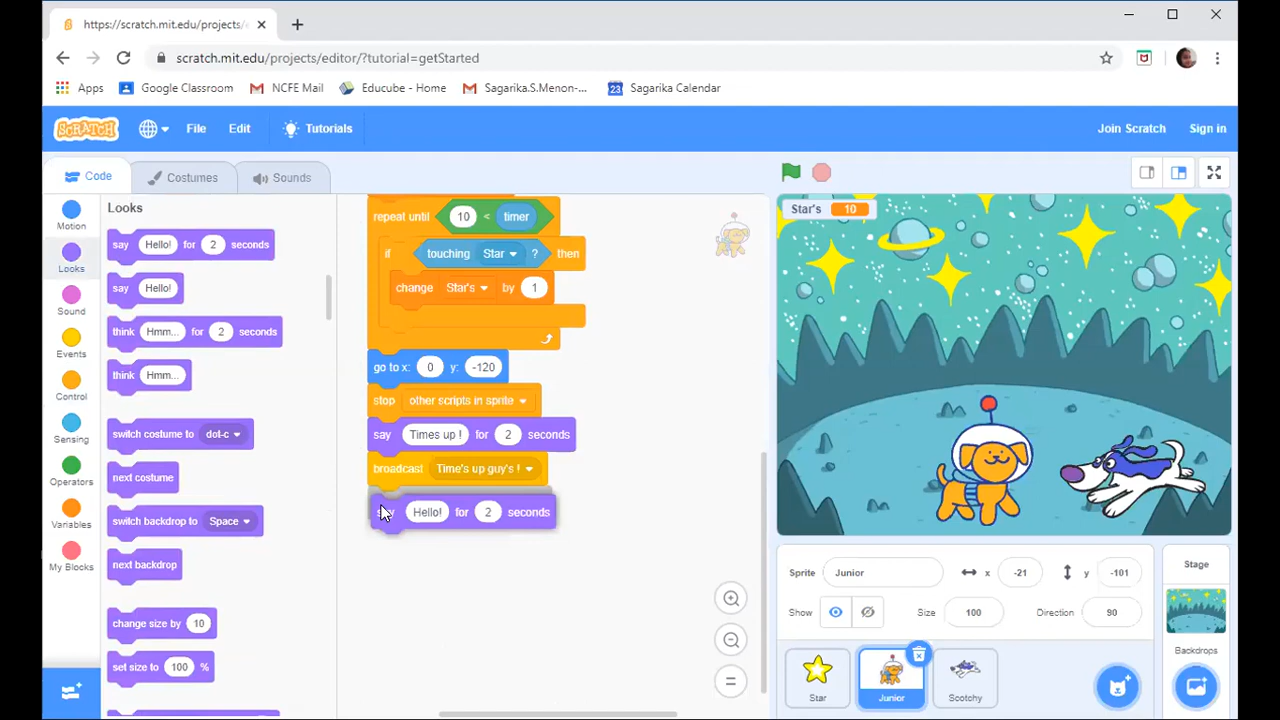 https://scratch.mit.edu/projects/e
scratch.mit.edu/projects/editor/?tutorial=getStarted
Apps Google Classroom NCFE Mail Educube - Home Sagarika.S.Menon-... 23 Sagarika Calendar
SCRATCH File Edit Tutorials Join Scratch Sign in
Code Costumes Sounds
Motion
Looks
Sound
Events
Control
Sensing
Operators
Variables
My Blocks
Looks
say Hello! for 2 seconds
say Hello!
think Hmm... for 2 seconds
think Hmm...
switch costume to dot-c
next costume
switch backdrop to Space
next backdrop
change size by 10
set size to 100 %
repeat until 10 < timer
if touching Star ? then
change Star's by 1
go to x: 0 y: -120
stop other scripts in sprite
say Times up ! for 2 seconds
broadcast Time's up guy's !
Hello! for 2 seconds
Star's 10
Sprite Junior x -21 y -101
Show Size 100 Direction 90
Star Junior Scotchy
Stage
Backdrops